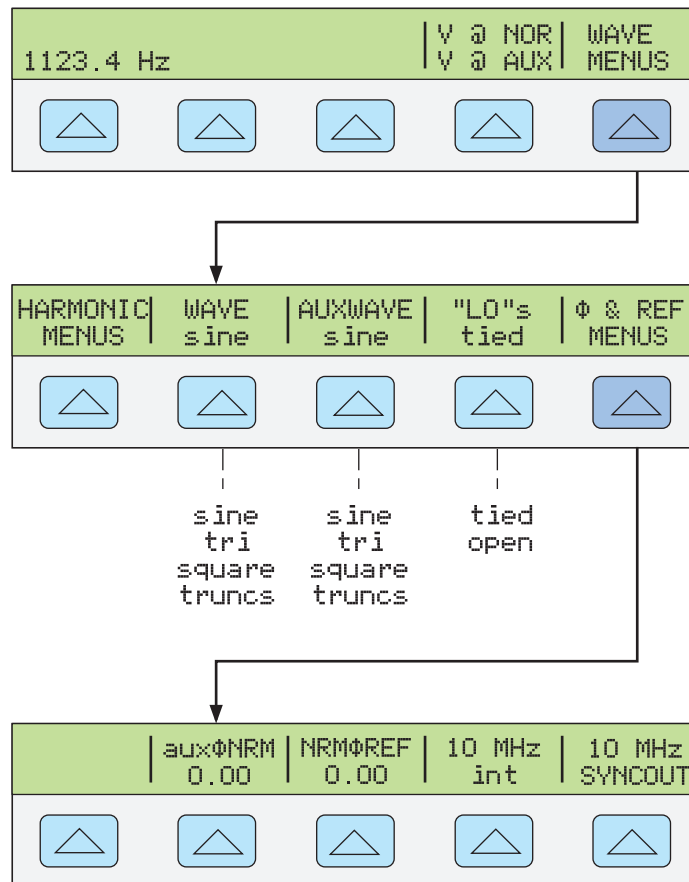 V @ NOR WAVE
1123.4 Hz V @ AUX MENUS
HARMONIC WAVE AUXWAVE "LO"s Φ & REF
MENUS sine sine tied MENUS
sine sine tied
tri tri open
square square
truncs truncs
auxΦNRM NRMΦREF 10 MHz 10 MHz
0.00 0.00 int SYNCOUT